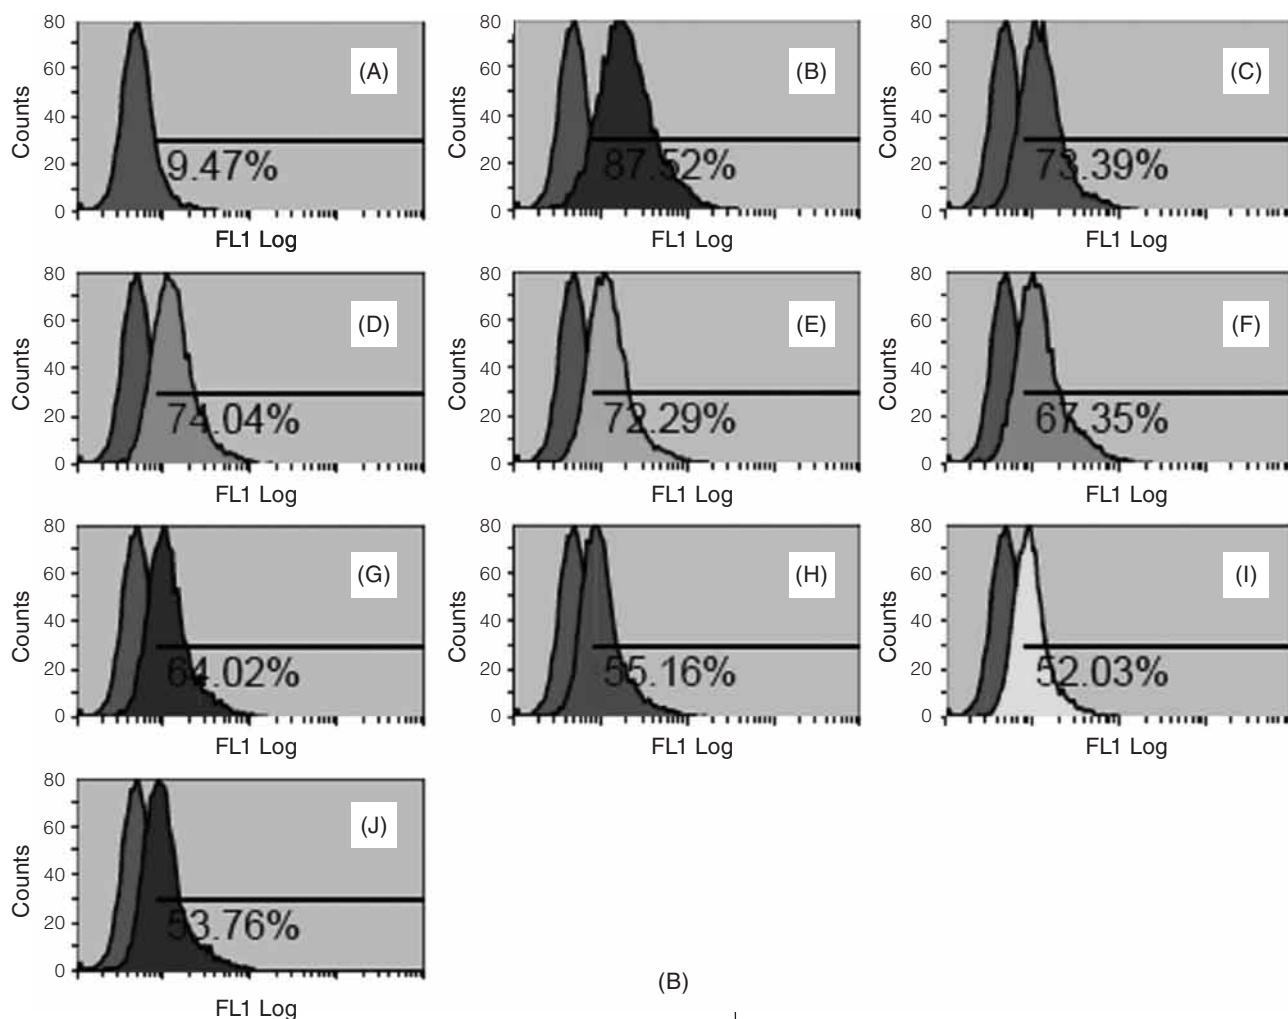 80 80 80
60 60 60
40 40 40
20 20 20
0 0 0
Counts Counts Counts
(A) (B) (C)
9.47% 87.52% 73.39%
FL1 Log FL1 Log FL1 Log
80 80 80
60 60 60
40 40 40
20 20 20
0 0 0
Counts Counts Counts
(D) (E) (F)
74.04% 72.29% 67.35%
FL1 Log FL1 Log FL1 Log
80 80 80
60 60 60
40 40 40
20 20 20
0 0 0
Counts Counts Counts
(G) (H) (I)
64.02% 55.16% 52.03%
FL1 Log FL1 Log FL1 Log
80
60
40
20
0
Counts
(J)
53.76%
FL1 Log
(B)